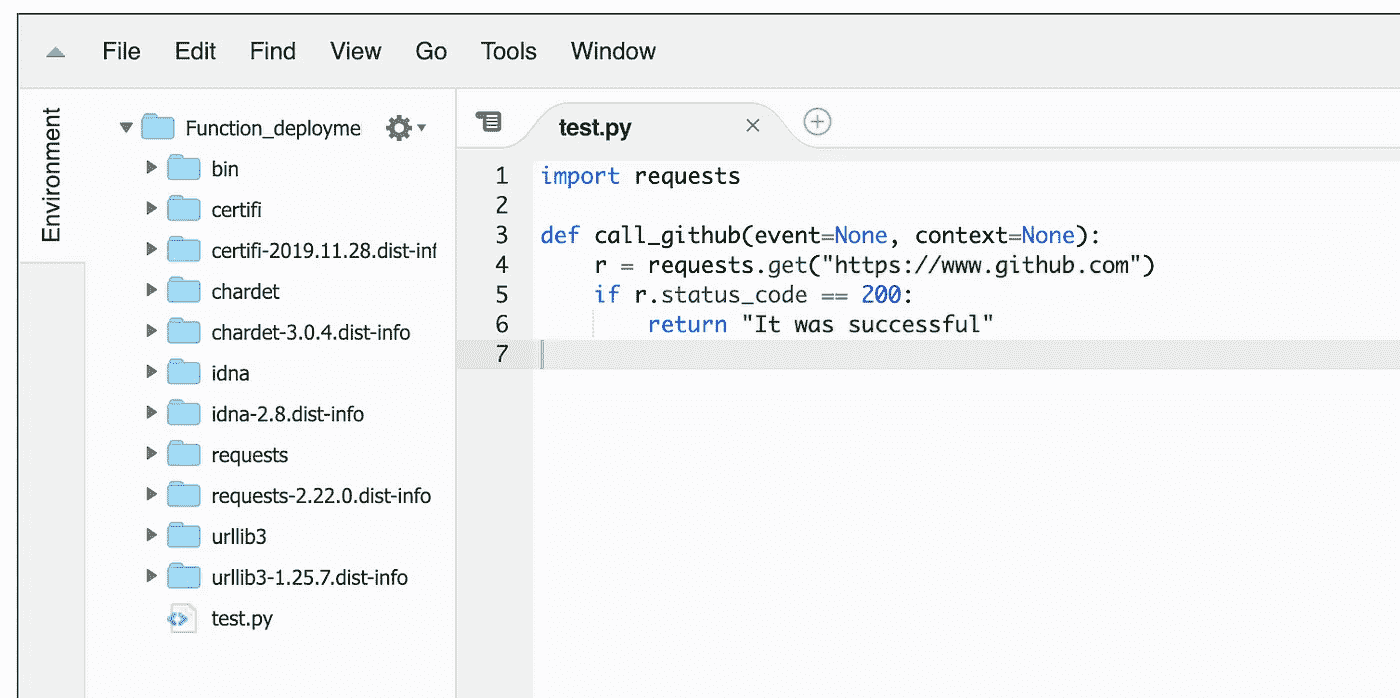 File Edit Find View Go Tools Window
Environment
Function_deployme
bin
certifi
certifi-2019.11.28.dist-inf
chardet
chardet-3.0.4.dist-info
idna
idna-2.8.dist-info
requests
requests-2.22.0.dist-info
urllib3
urllib3-1.25.7.dist-info
test.py
test.py
1 import requests
2
3 def call_github(event=None, context=None):
4     r = requests.get("https://www.github.com")
5     if r.status_code == 200:
6         return "It was successful"
7